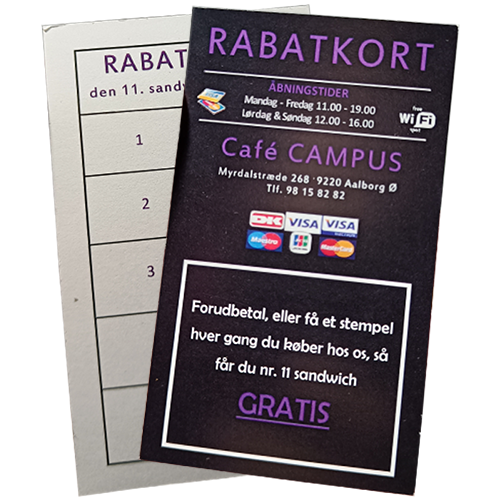 RABAT
den 11. sandw
1
2
3
RABATKORT
ÅBNINGSTIDER
Mandag - Fredag 11.00 - 19.00
Lørdag & Søndag 12.00 - 16.00
free
WiFi
spot
Café CAMPUS
Myrdalstræde 268 · 9220 Aalborg Ø
Tlf. 98 15 82 82
DK VISA VISA
Maestro JCB MasterCard
Forudbetal, eller få et stempel
hver gang du køber hos os, så
får du nr. 11 sandwich
GRATIS